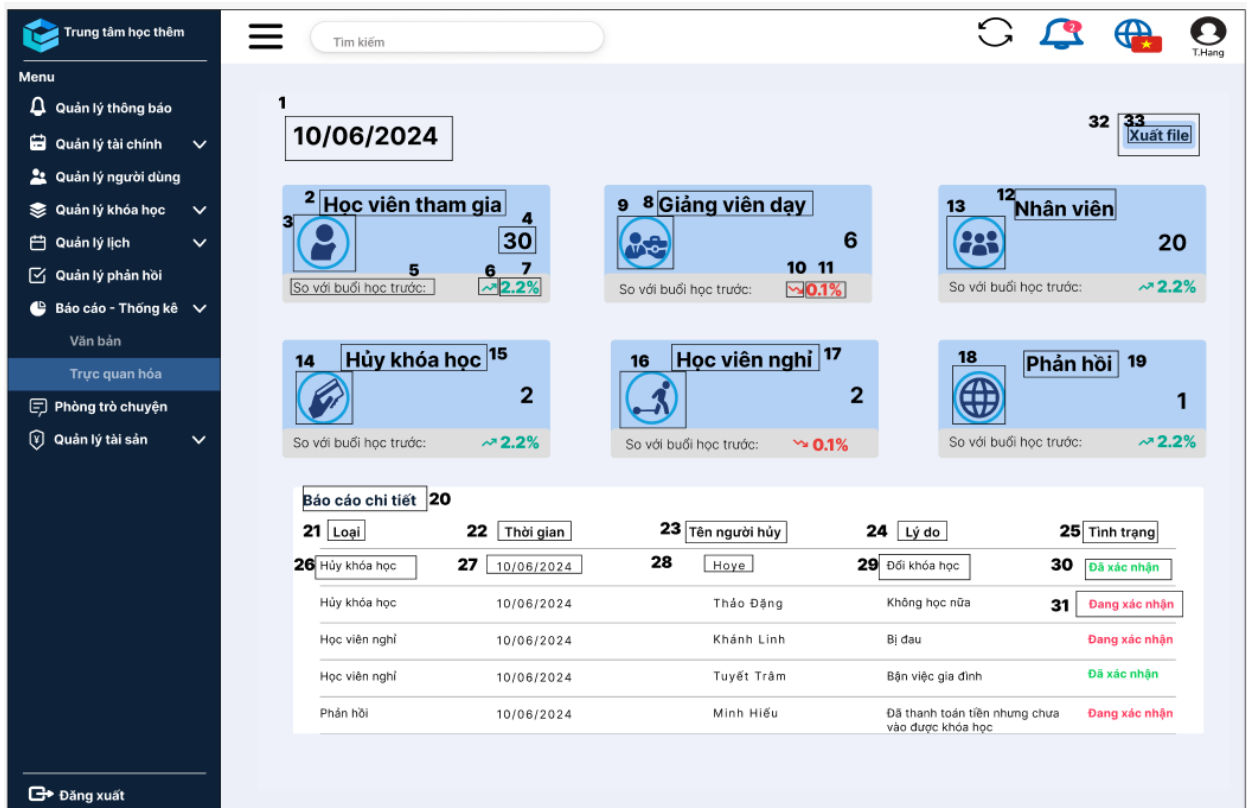 Trung tâm học thêm
Tìm kiếm
2
T.Hang
Menu
Quản lý thông báo
Quản lý tài chính
Quản lý người dùng
Quản lý khóa học
Quản lý lịch
Quản lý phản hồi
Báo cáo - Thống kê
Văn bản
Trực quan hóa
Phòng trò chuyện
Quản lý tài sản
Đăng xuất
1
10/06/2024
32 33
Xuất file
2 Học viên tham gia
3 4
30
5 6 7
So với buổi học trước: 2.2%
9 8 Giảng viên dạy
6
10 11
So với buổi học trước: 0.1%
13 12 Nhân viên
20
So với buổi học trước: 2.2%
14 Hủy khóa học 15
2
So với buổi học trước: 2.2%
16 Học viên nghỉ 17
2
So với buổi học trước: 0.1%
18 Phản hồi 19
1
So với buổi học trước: 2.2%
Báo cáo chi tiết 20
21 Loại 22 Thời gian 23 Tên người hủy 24 Lý do 25 Tình trạng
26 Hủy khóa học 27 10/06/2024 28 Hoye 29 Đổi khóa học 30 Đã xác nhận
Hủy khóa học 10/06/2024 Thảo Đặng Không học nữa 31 Đang xác nhận
Học viên nghỉ 10/06/2024 Khánh Linh Bị đau Đang xác nhận
Học viên nghỉ 10/06/2024 Tuyết Trâm Bận việc gia đình Đã xác nhận
Phản hồi 10/06/2024 Minh Hiếu Đã thanh toán tiền nhưng chưa Đang xác nhận
vào được khóa học